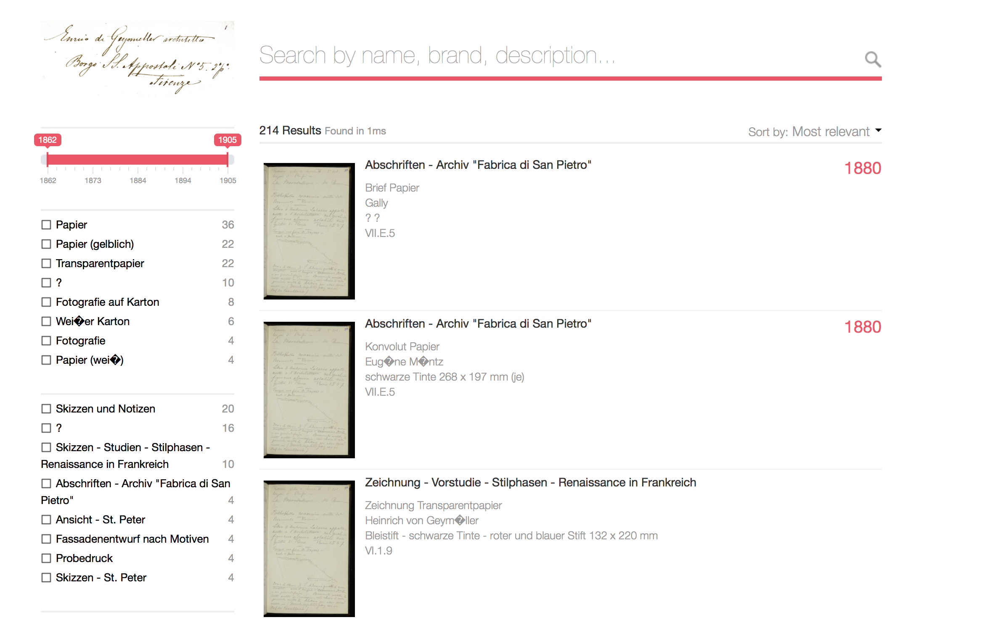 Enrico de Geymüller architetto
Borgo SS. Appostoli N° 5. 2° p°.
Firenze
Search by name, brand, description...
1862
1905
1862 1873 1884 1894 1905
214 Results Found in 1ms
Sort by: Most relevant
Papier 36
Papier (gelblich) 22
Transparentpapier 22
? 10
Fotografie auf Karton 8
Wei�er Karton 6
Fotografie 4
Papier (wei�) 4
Skizzen und Notizen 20
? 16
Skizzen - Studien - Stilphasen -
Renaissance in Frankreich 10
Abschriften - Archiv "Fabrica di San
Pietro" 4
Ansicht - St. Peter 4
Fassadenentwurf nach Motiven 4
Probedruck 4
Skizzen - St. Peter 4
Abschriften - Archiv "Fabrica di San Pietro"
1880
Brief Papier
Gally
? ?
VII.E.5
Abschriften - Archiv "Fabrica di San Pietro"
1880
Konvolut Papier
Eug�ne M�ntz
schwarze Tinte 268 x 197 mm (je)
VII.E.5
Zeichnung - Vorstudie - Stilphasen - Renaissance in Frankreich
Zeichnung Transparentpapier
Heinrich von Geym�ller
Bleistift - schwarze Tinte - roter und blauer Stift 132 x 220 mm
VI.1.9